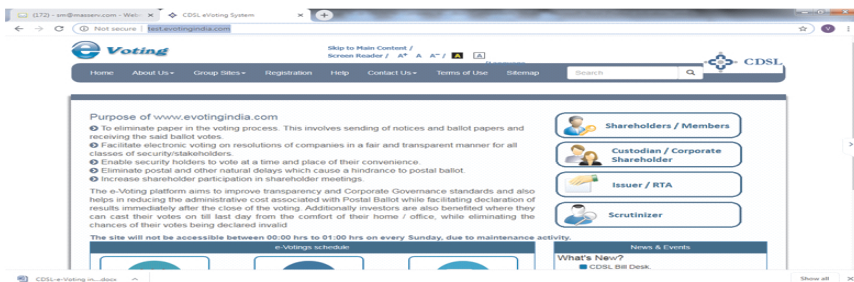 (172) - sm@masserv.com - Web
CDSL eVoting System
Not secure | test.evotingindia.com
e Voting
Skip to Main Content /
Screen Reader / A+ A A- / A A
CDSL
Home About Us Group Sites Registration Help Contact Us Terms of Use Sitemap Search
Purpose of www.evotingindia.com
To eliminate paper in the voting process. This involves sending of notices and ballot papers and
receiving the said ballot votes.
Facilitate electronic voting on resolutions of companies in a fair and transparent manner for all
classes of security/stakeholders.
Enable security holders to vote at a time and place of their convenience.
Eliminate postal and other natural delays which cause a hindrance to postal ballot.
Increase shareholder participation in shareholder meetings.
The e-Voting platform aims to improve transparency and Corporate Governance standards and also
helps in reducing the administrative cost associated with Postal Ballot while facilitating declaration of
results immediately after the close of the voting. Additionally investors are also benefited where they
can cast their votes on till last day from the comfort of their home / office, while eliminating the
chances of their votes being declared invalid
Shareholders / Members
Custodian / Corporate
Shareholder
Issuer / RTA
Scrutinizer
The site will not be accessible between 00:00 hrs to 01:00 hrs on every Sunday, due to maintenance activity.
e-Votings schedule
News & Events
What's New?
CDSL Bill Desk.
CDSL-e-Voting in....docx
Show all